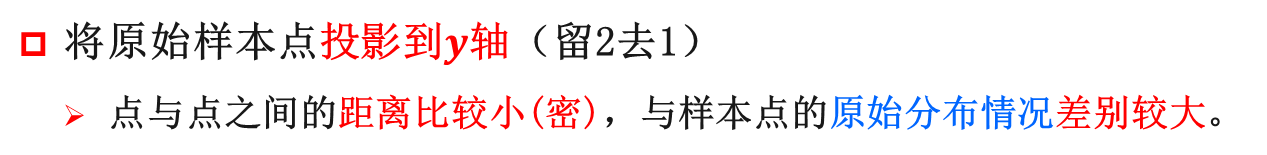 将原始样本点投影到y轴（留2去1）
点与点之间的距离比较小(密)，与样本点的原始分布情况差别较大。